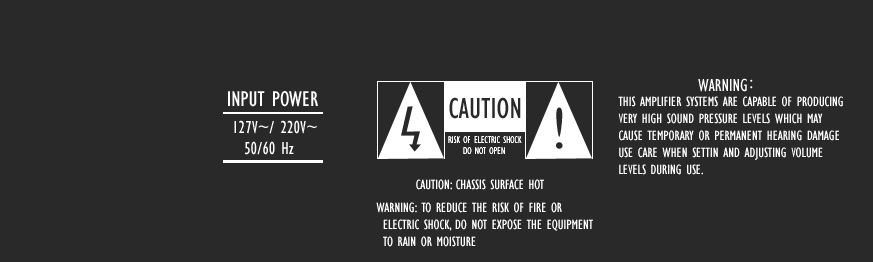 INPUT POWER
127V~/ 220V~
50/60 Hz
CAUTION
RISK OF ELECTRIC SHOCK
DO NOT OPEN
CAUTION: CHASSIS SURFACE HOT
WARNING: TO REDUCE THE RISK OF FIRE OR
ELECTRIC SHOCK, DO NOT EXPOSE THE EQUIPMENT
TO RAIN OR MOISTURE
WARNING:
THIS AMPLIFIER SYSTEMS ARE CAPABLE OF PRODUCING
VERY HIGH SOUND PRESSURE LEVELS WHICH MAY
CAUSE TEMPORARY OR PERMANENT HEARING DAMAGE
USE CARE WHEN SETTIN AND ADJUSTING VOLUME
LEVELS DURING USE.